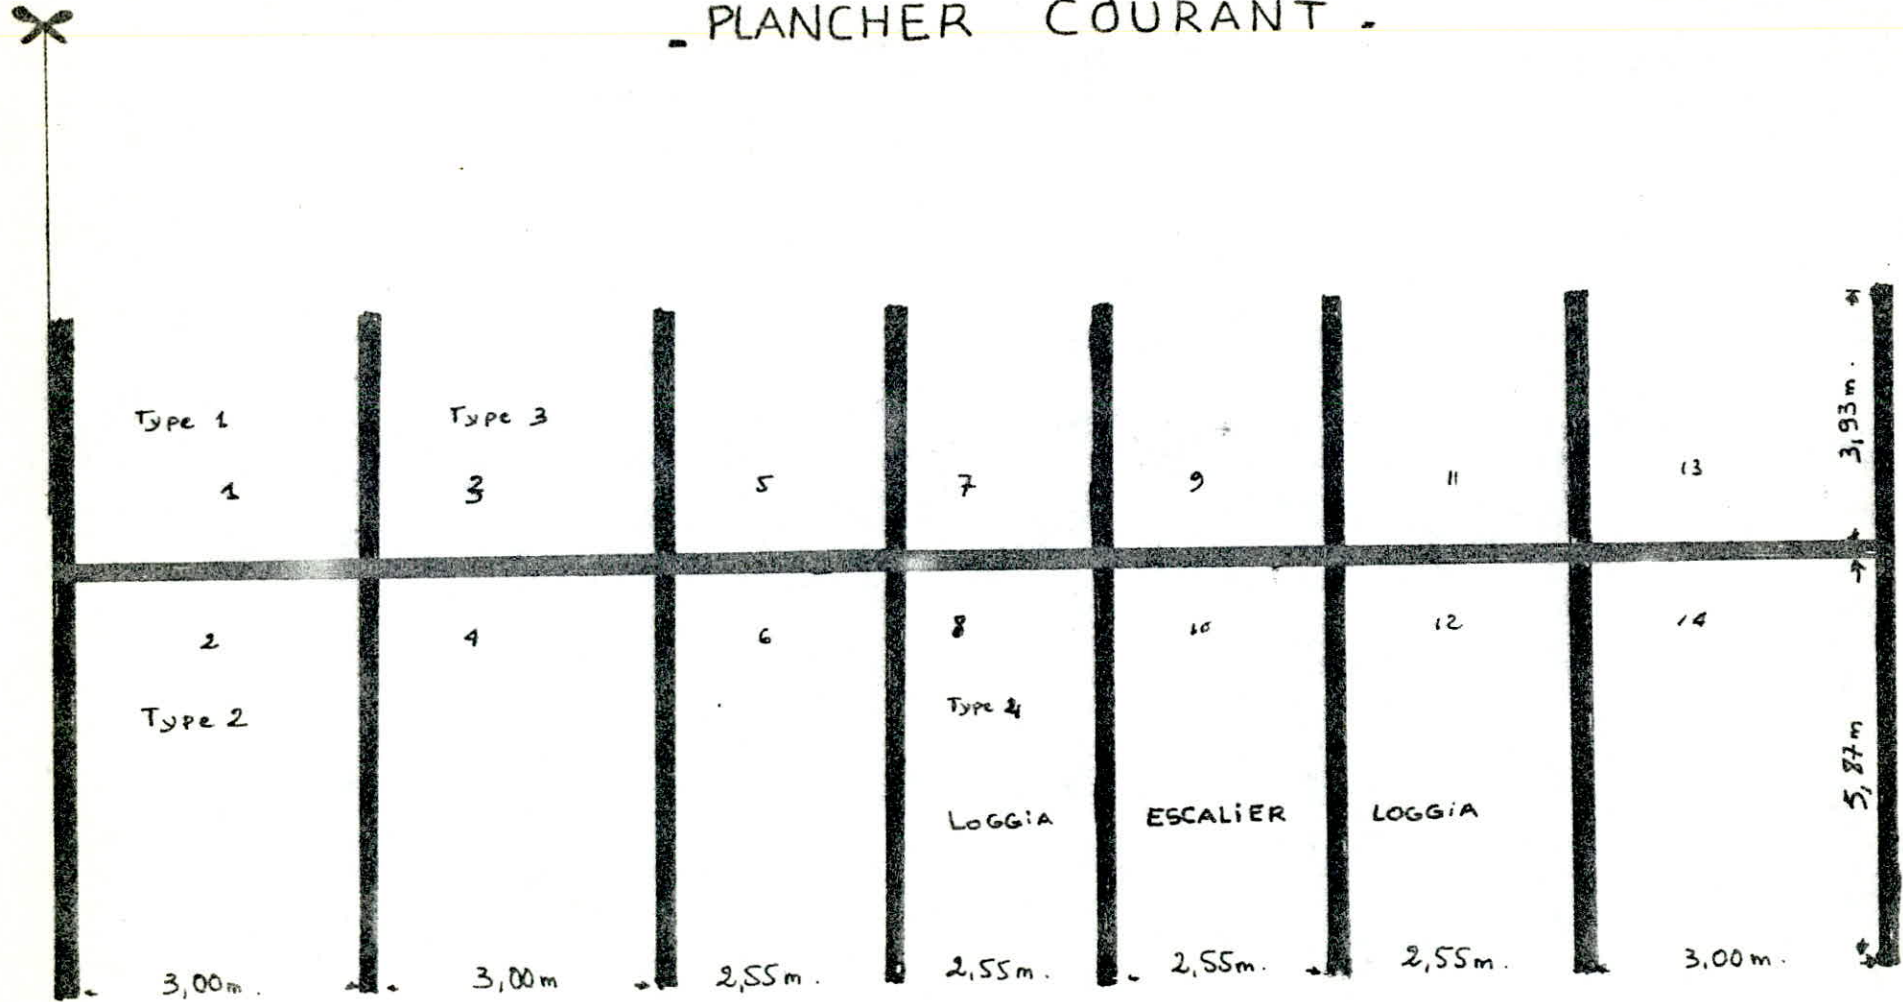 - PLANCHER COURANT -
Type 1
Type 3
1
3
5
7
9
11
13
3,93m.
2
4
6
8
10
12
14
Type 2
Type 4
5,87m
LOGGiA
ESCALiER
LOGGiA
3,00m.
3,00m
2,55m.
2,55m.
2,55m.
2,55m.
3,00m.